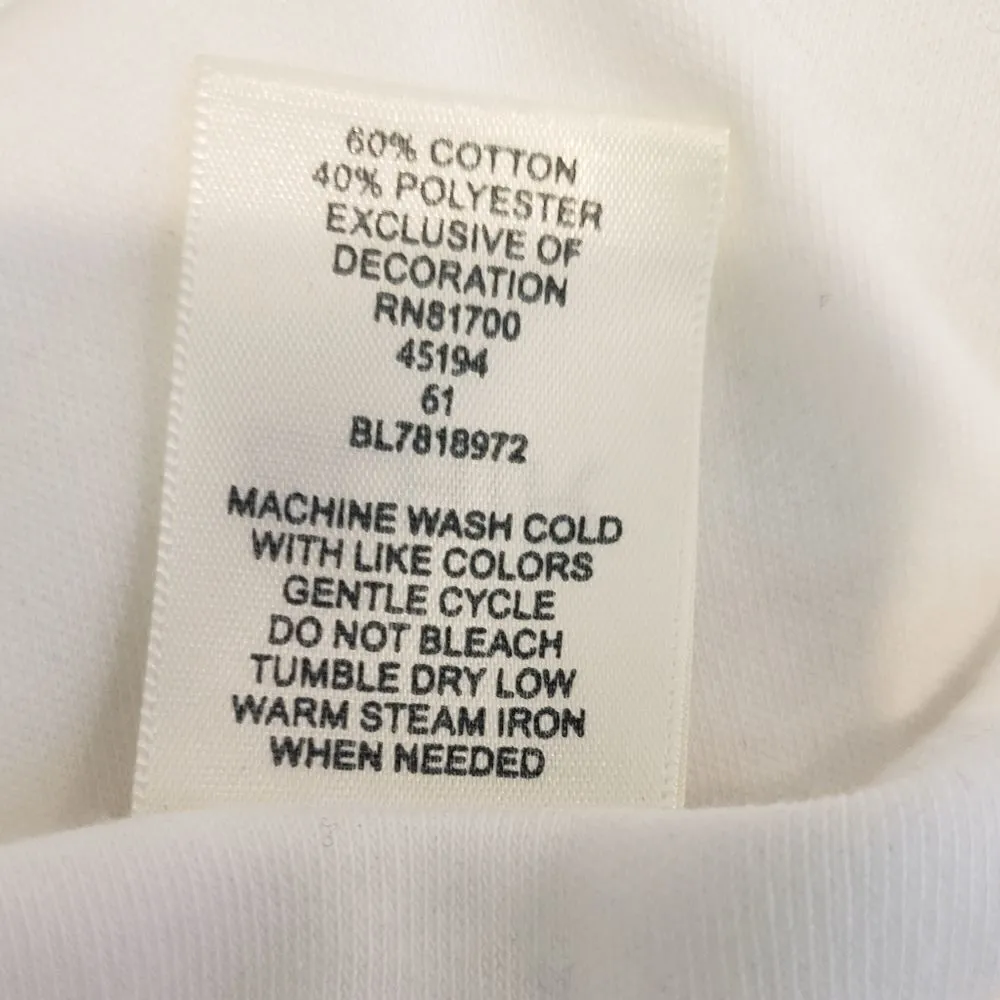 60% COTTON
40% POLYESTER
EXCLUSIVE OF
DECORATION
RN81700
45194
61
BL7818972
MACHINE WASH COLD
WITH LIKE COLORS
GENTLE CYCLE
DO NOT BLEACH
TUMBLE DRY LOW
WARM STEAM IRON
WHEN NEEDED